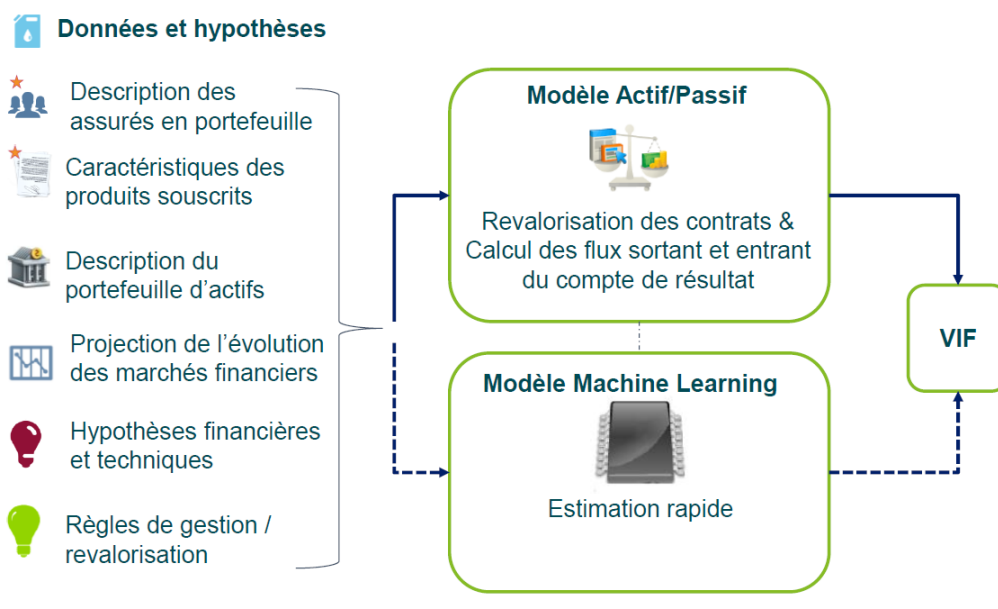 Données et hypothèses
Description des
assurés en portefeuille
Caractéristiques des
produits souscrits
Description du
portefeuille d'actifs
Projection de l'évolution
des marchés financiers
Hypothèses financières
et techniques
Règles de gestion /
revalorisation
Modèle Actif/Passif
Revalorisation des contrats &
Calcul des flux sortant et entrant
du compte de résultat
Modèle Machine Learning
Estimation rapide
VIF